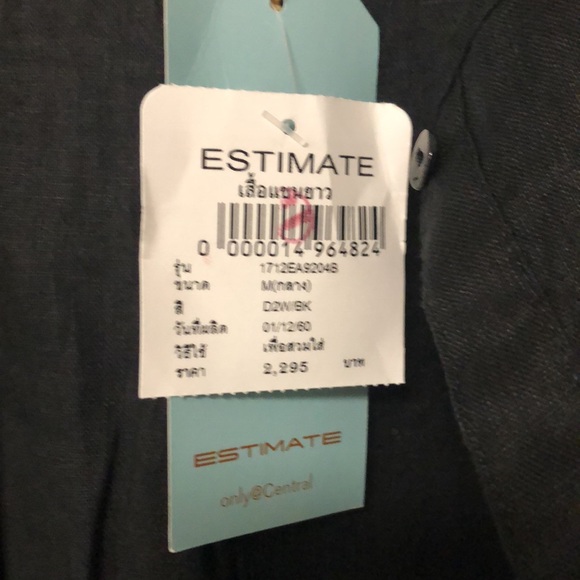 ESTIMATE
เสื้อแขนยาว
0 000014 964824
รุ่น 1712EA9204B
ขนาด M(กลาง)
สี D2W/BK
วันที่ผลิต 01/12/60
วิธีใช้ เพื่อสวมใส่
ราคา 2,295 บาท
ESTIMATE
only@Central